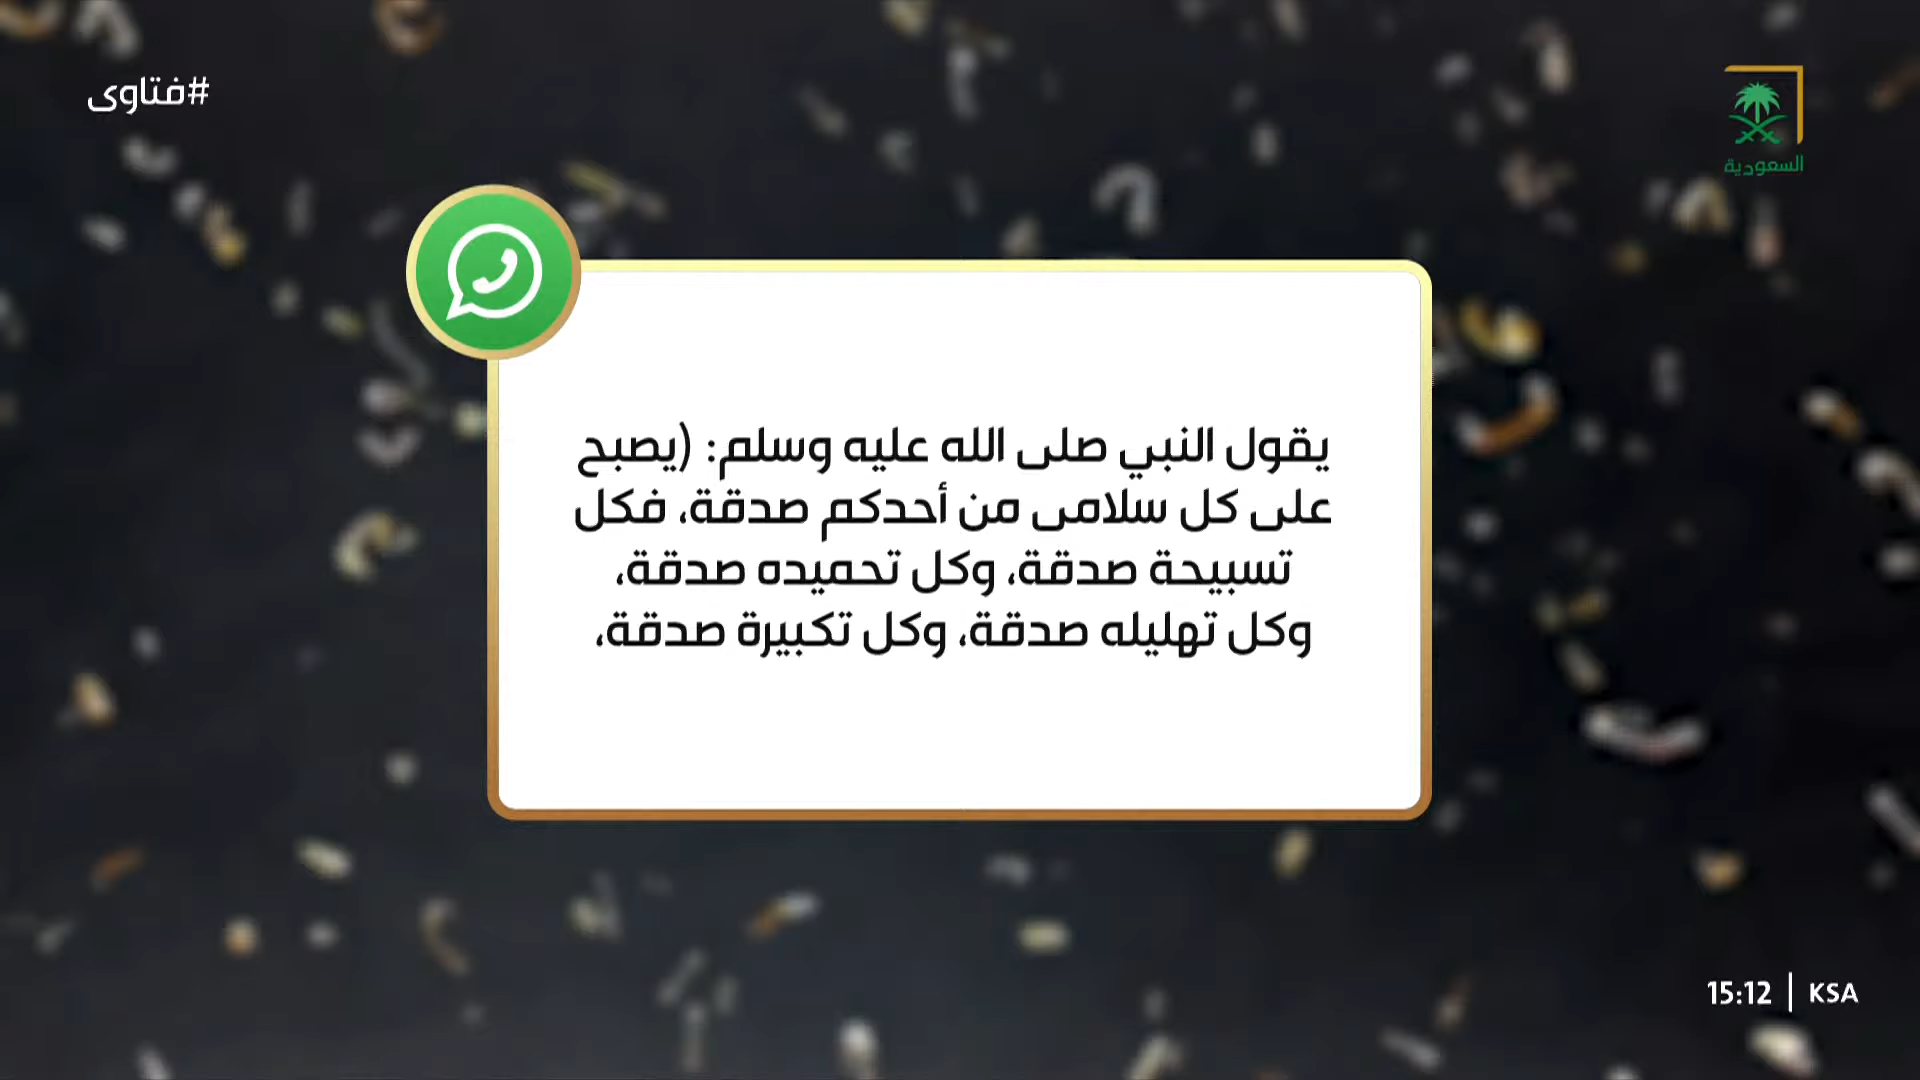 #فتاوى
السعودية
يقول النبي صلى الله عليه وسلم: (يصبح
على كل سلامى من أحدكم صدقة، فكل
تسبيحة صدقة، وكل تحميده صدقة،
وكل تهليله صدقة، وكل تكبيرة صدقة،
15:12 | KSA